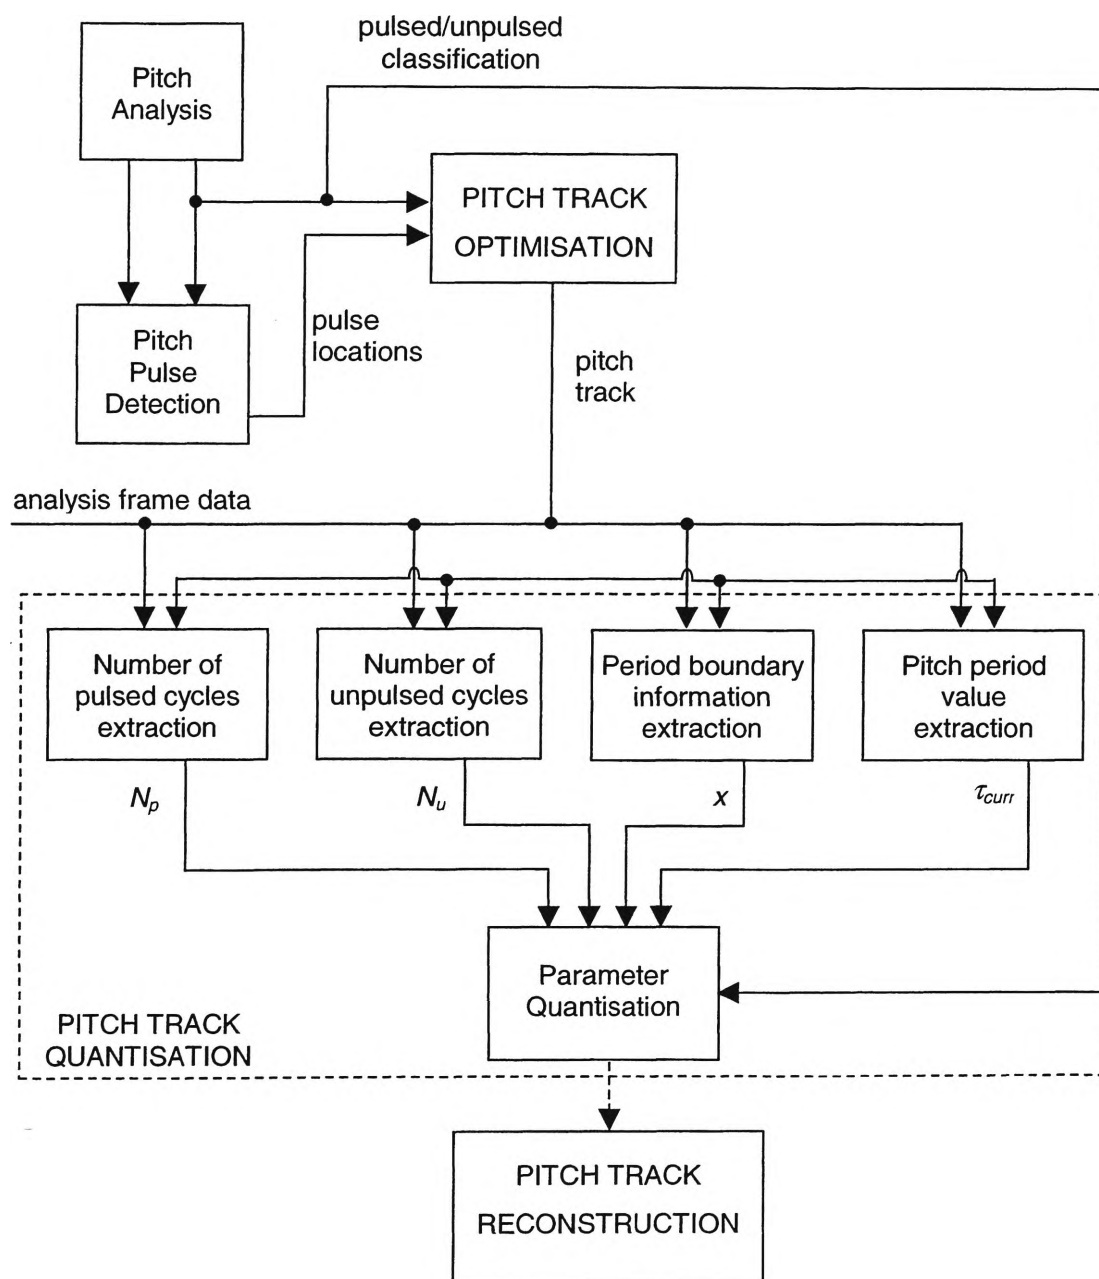 pulsed/unpulsed
classification
Pitch
Analysis
PITCH TRACK
OPTIMISATION
pulse
locations
Pitch
Pulse
Detection
pitch
track
analysis frame data
Number of
pulsed cycles
extraction
Number of
unpulsed cycles
extraction
Period boundary
information
extraction
Pitch period
value
extraction
Np
Nu
x
τcurr
Parameter
Quantisation
PITCH TRACK
QUANTISATION
PITCH TRACK
RECONSTRUCTION